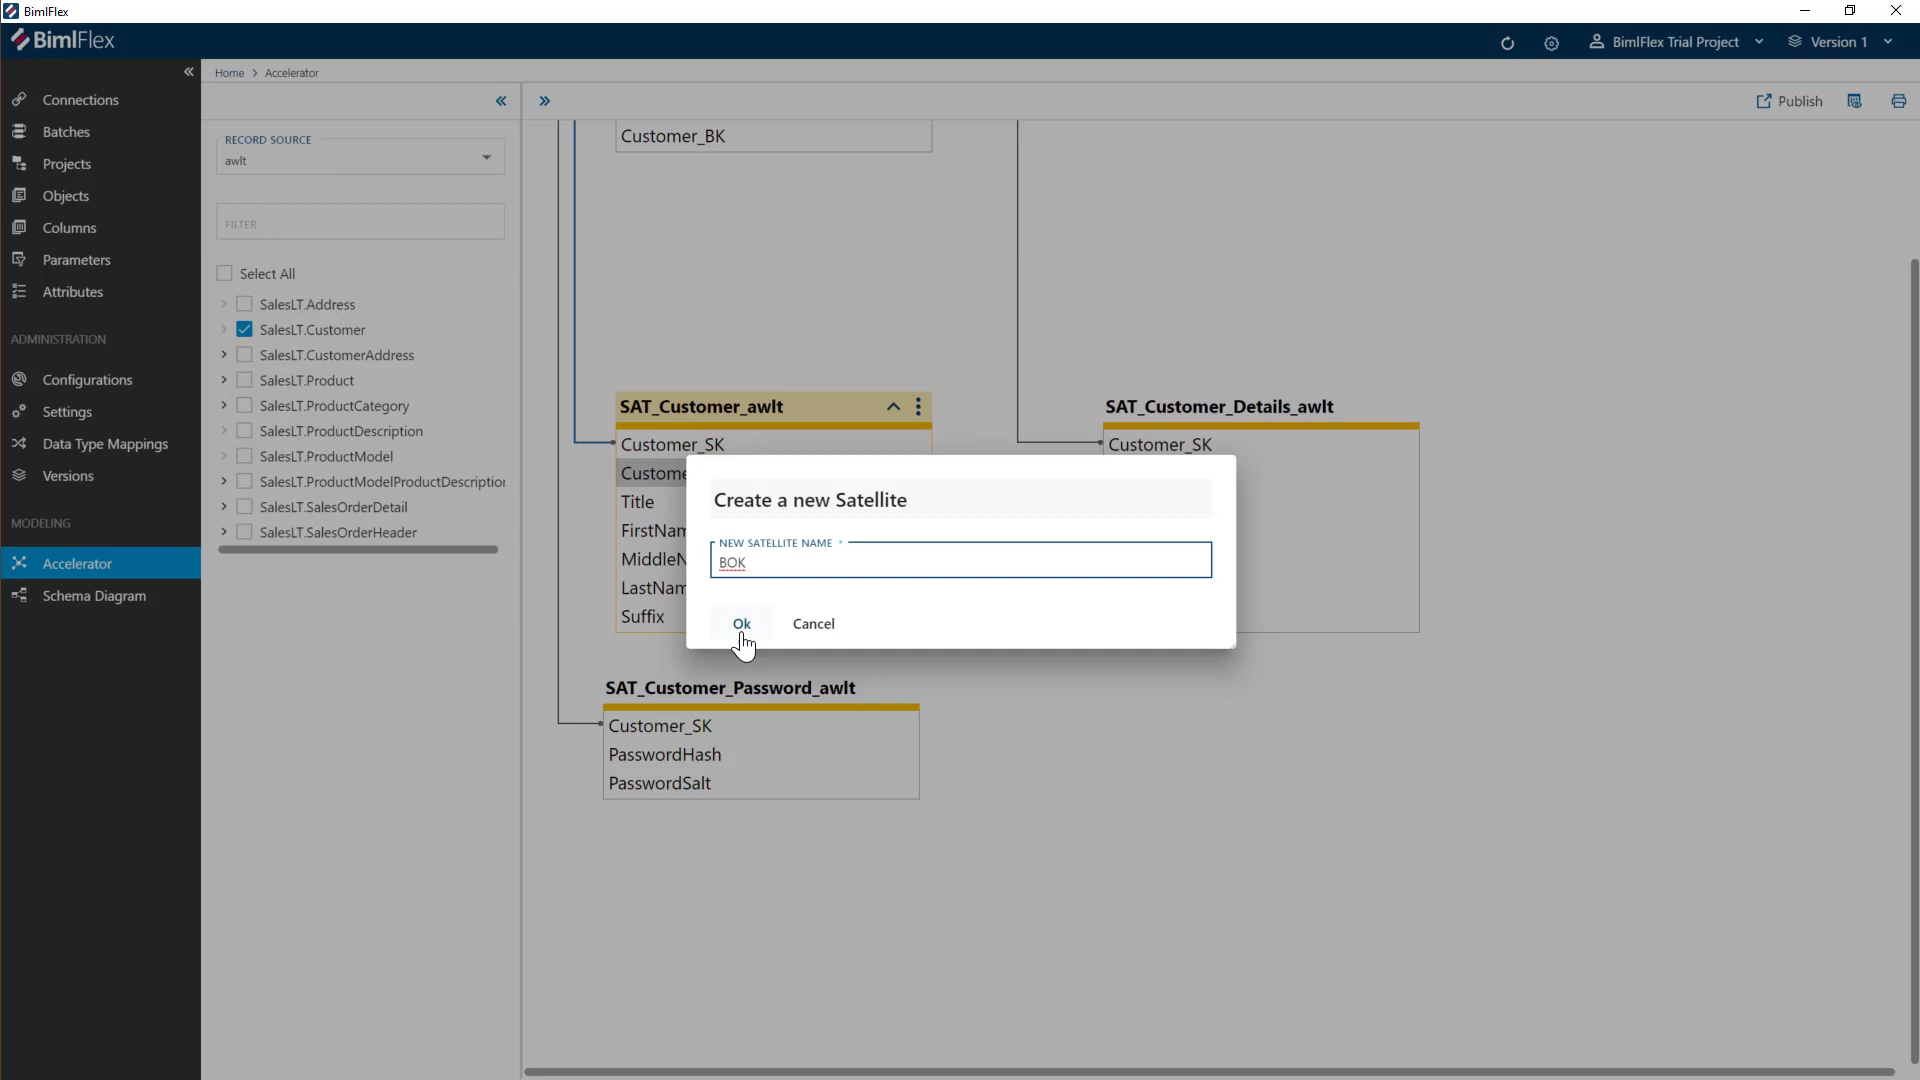 BimlFlex
BimlFlex
BimlFlex Trial Project
Version 1
Connections
Batches
Projects
Objects
Columns
Parameters
Attributes
ADMINISTRATION
Configurations
Settings
Data Type Mappings
Versions
MODELING
Accelerator
Schema Diagram
Home > Accelerator
RECORD SOURCE
awlt
FILTER
Select All
SalesLT.Address
SalesLT.Customer
SalesLT.CustomerAddress
SalesLT.Product
SalesLT.ProductCategory
SalesLT.ProductDescription
SalesLT.ProductModel
SalesLT.ProductModelProductDescription
SalesLT.SalesOrderDetail
SalesLT.SalesOrderHeader
Publish
Customer_BK
SAT_Customer_awlt
Customer_SK
Custome
Title
FirstNam
MiddleN
LastNam
Suffix
SAT_Customer_Details_awlt
Customer_SK
Create a new Satellite
NEW SATELLITE NAME *
BOK
Ok
Cancel
SAT_Customer_Password_awlt
Customer_SK
PasswordHash
PasswordSalt